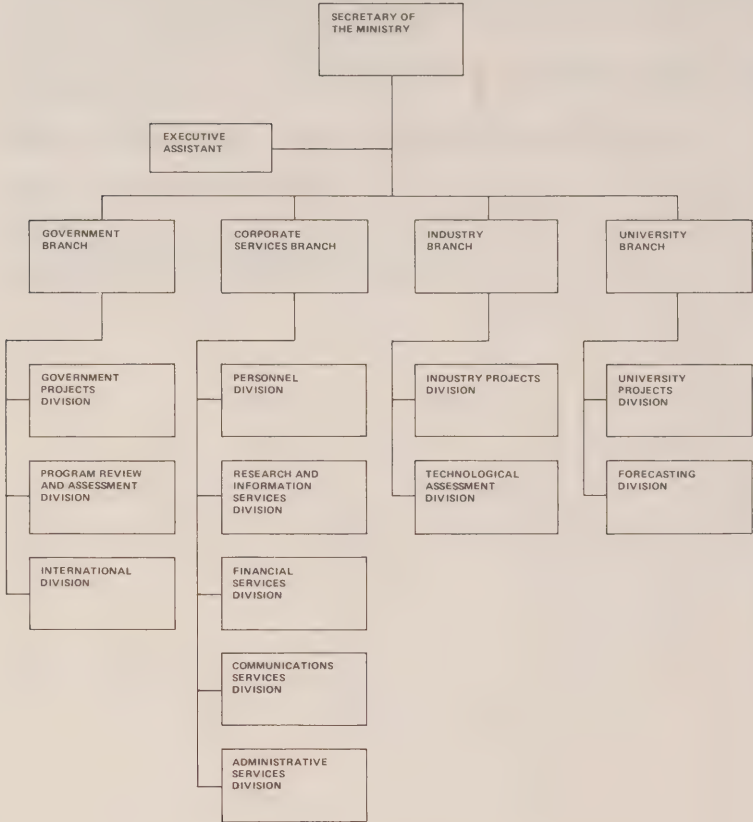 SECRETARY OF
THE MINISTRY
EXECUTIVE
ASSISTANT
GOVERNMENT
BRANCH
CORPORATE
SERVICES BRANCH
INDUSTRY
BRANCH
UNIVERSITY
BRANCH
GOVERNMENT
PROJECTS
DIVISION
PERSONNEL
DIVISION
INDUSTRY PROJECTS
DIVISION
UNIVERSITY
PROJECTS
DIVISION
PROGRAM REVIEW
AND ASSESSMENT
DIVISION
RESEARCH AND
INFORMATION
SERVICES
DIVISION
TECHNOLOGICAL
ASSESSMENT
DIVISION
FORECASTING
DIVISION
INTERNATIONAL
DIVISION
FINANCIAL
SERVICES
DIVISION
COMMUNICATIONS
SERVICES
DIVISION
ADMINISTRATIVE
SERVICES
DIVISION